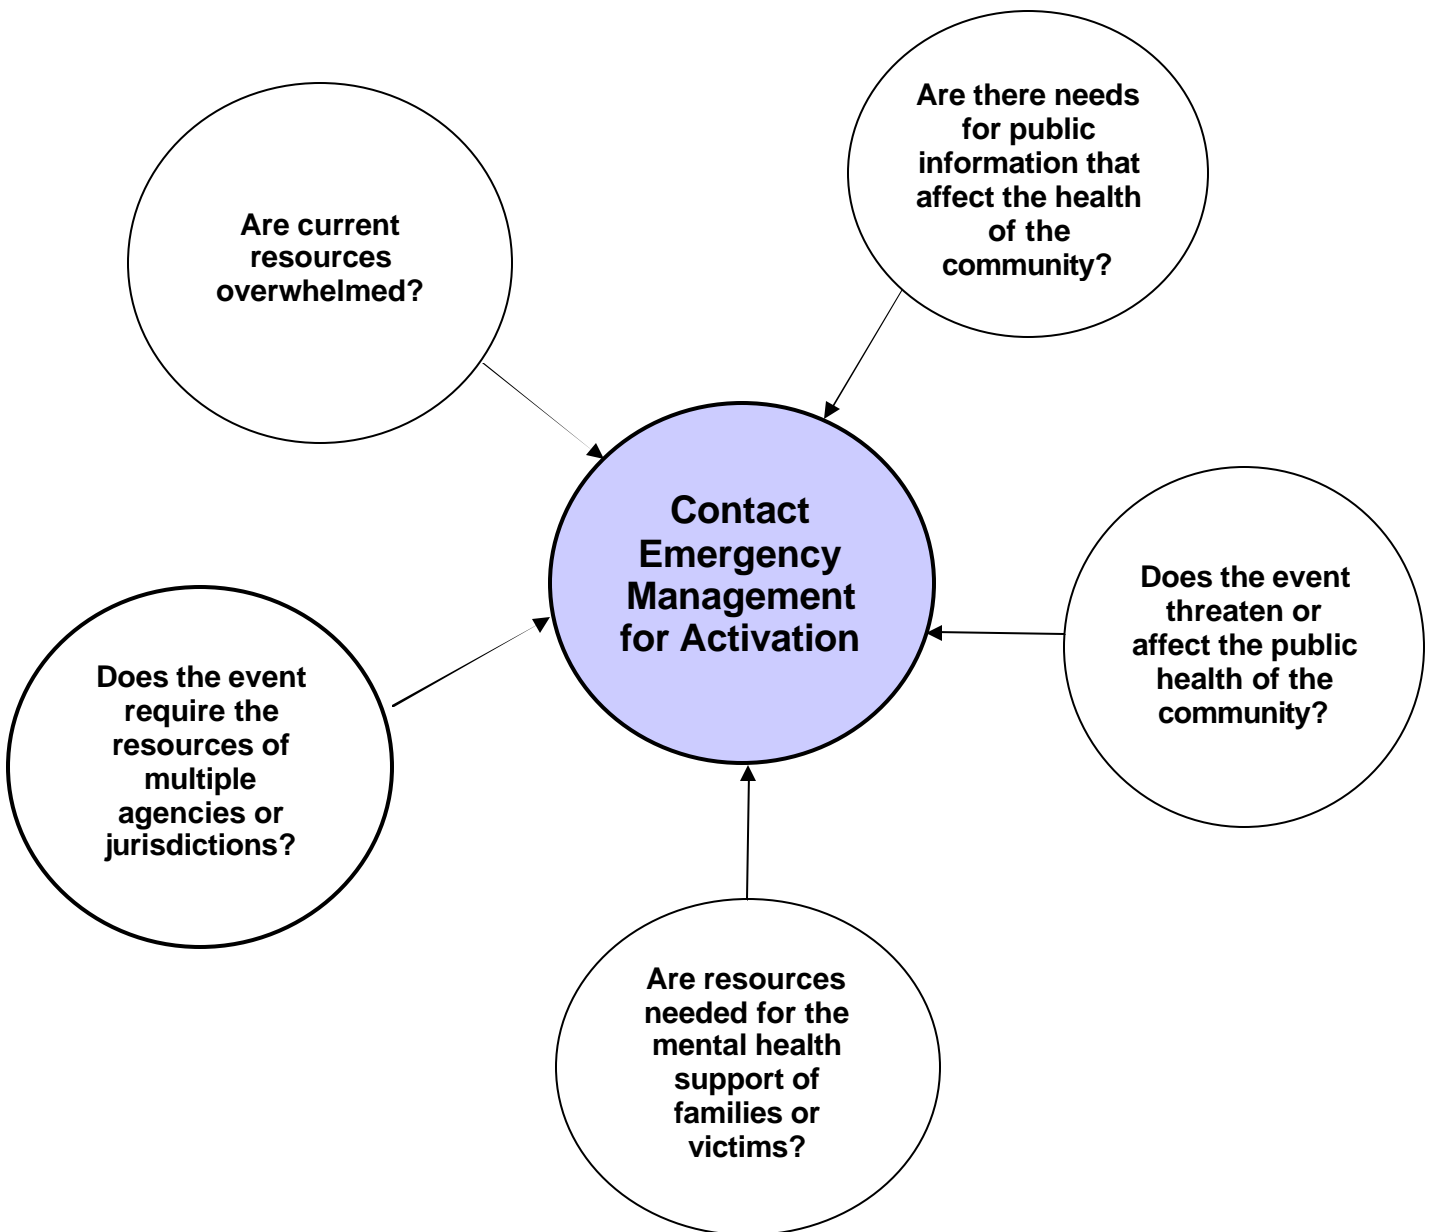 Are there needs
for public
information that
affect the health
of the
community?
Are current
resources
overwhelmed?
Contact
Emergency
Management
for Activation
Does the event
threaten or
affect the public
health of the
community?
Does the event
require the
resources of
multiple
agencies or
jurisdictions?
Are resources
needed for the
mental health
support of
families or
victims?